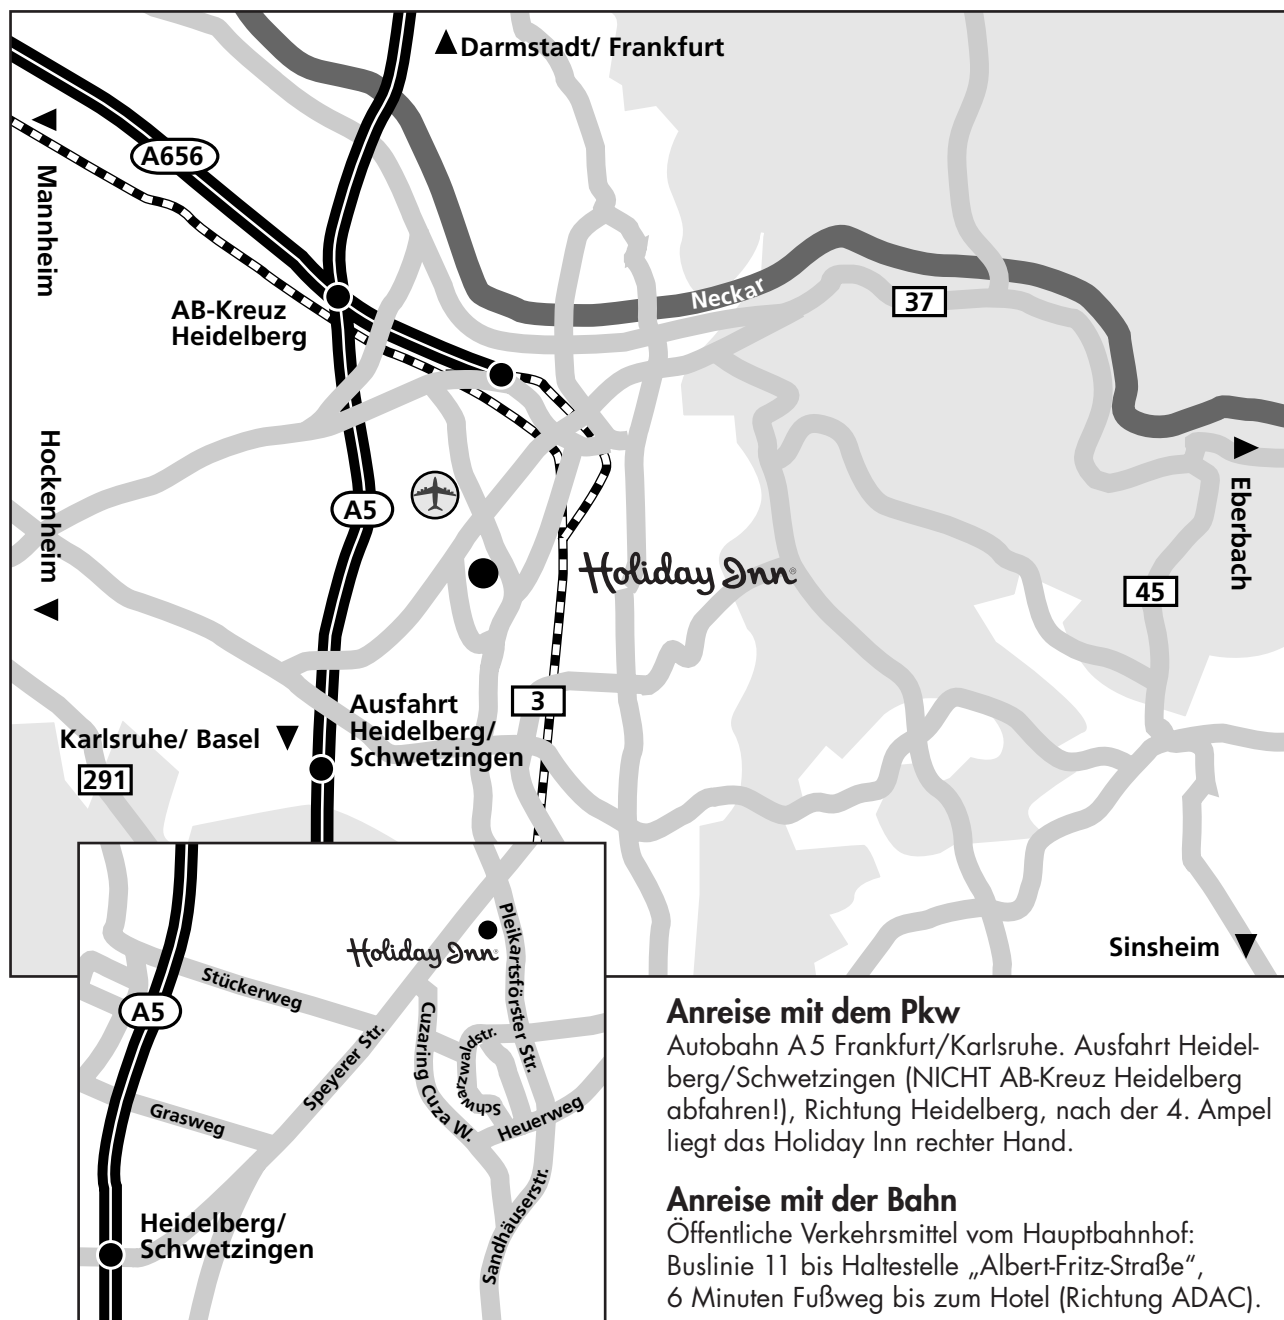 Darmstadt/ Frankfurt
A656
Mannheim
AB-Kreuz
Heidelberg
Neckar
37
Hockenheim
A5
Eberbach
Holiday Inn®
45
3
Ausfahrt
Heidelberg/
Schwetzingen
Karlsruhe/ Basel
291
Sinsheim
Holiday Inn®
Pleikartsförster Str.
Stückerweg
A5
Cuzaring Cuza W.
Speyerer Str.
Schwarzwaldstr.
Grasweg
Heuerweg
Sandhäuserstr.
Heidelberg/
Schwetzingen
Anreise mit dem Pkw
Autobahn A5 Frankfurt/Karlsruhe. Ausfahrt Heidel-
berg/Schwetzingen (NICHT AB-Kreuz Heidelberg
abfahren!), Richtung Heidelberg, nach der 4. Ampel
liegt das Holiday Inn rechter Hand.
Anreise mit der Bahn
Öffentliche Verkehrsmittel vom Hauptbahnhof:
Buslinie 11 bis Haltestelle „Albert-Fritz-Straße“,
6 Minuten Fußweg bis zum Hotel (Richtung ADAC).